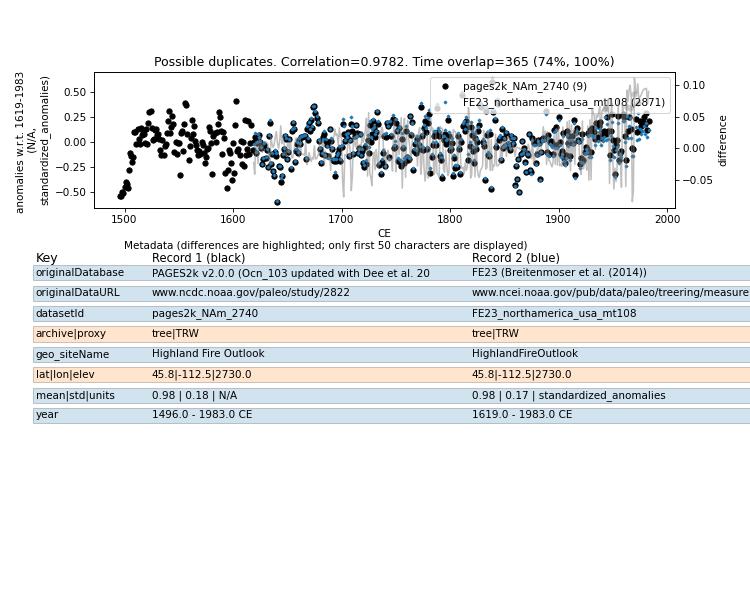 Possible duplicates. Correlation=0.9782. Time overlap=365 (74%, 100%)
anomalies w.r.t. 1619-1983
(N/A,
standardized_anomalies)
0.50
0.25
0.00
−0.25
−0.50
pages2k_NAm_2740 (9)
FE23_northamerica_usa_mt108 (2871)
0.10
0.05
0.00
−0.05
difference
1500 1600 1700 1800 1900 2000
CE
Metadata (differences are highlighted; only first 50 characters are displayed)
Key Record 1 (black) Record 2 (blue)
originalDatabase PAGES2k v2.0.0 (Ocn_103 updated with Dee et al. 20 FE23 (Breitenmoser et al. (2014))
originalDataURL www.ncdc.noaa.gov/paleo/study/2822 www.ncei.noaa.gov/pub/data/paleo/treering/measure
datasetId pages2k_NAm_2740 FE23_northamerica_usa_mt108
archive|proxy tree|TRW tree|TRW
geo_siteName Highland Fire Outlook HighlandFireOutlook
lat|lon|elev 45.8|-112.5|2730.0 45.8|-112.5|2730.0
mean|std|units 0.98 | 0.18 | N/A 0.98 | 0.17 | standardized_anomalies
year 1496.0 - 1983.0 CE 1619.0 - 1983.0 CE